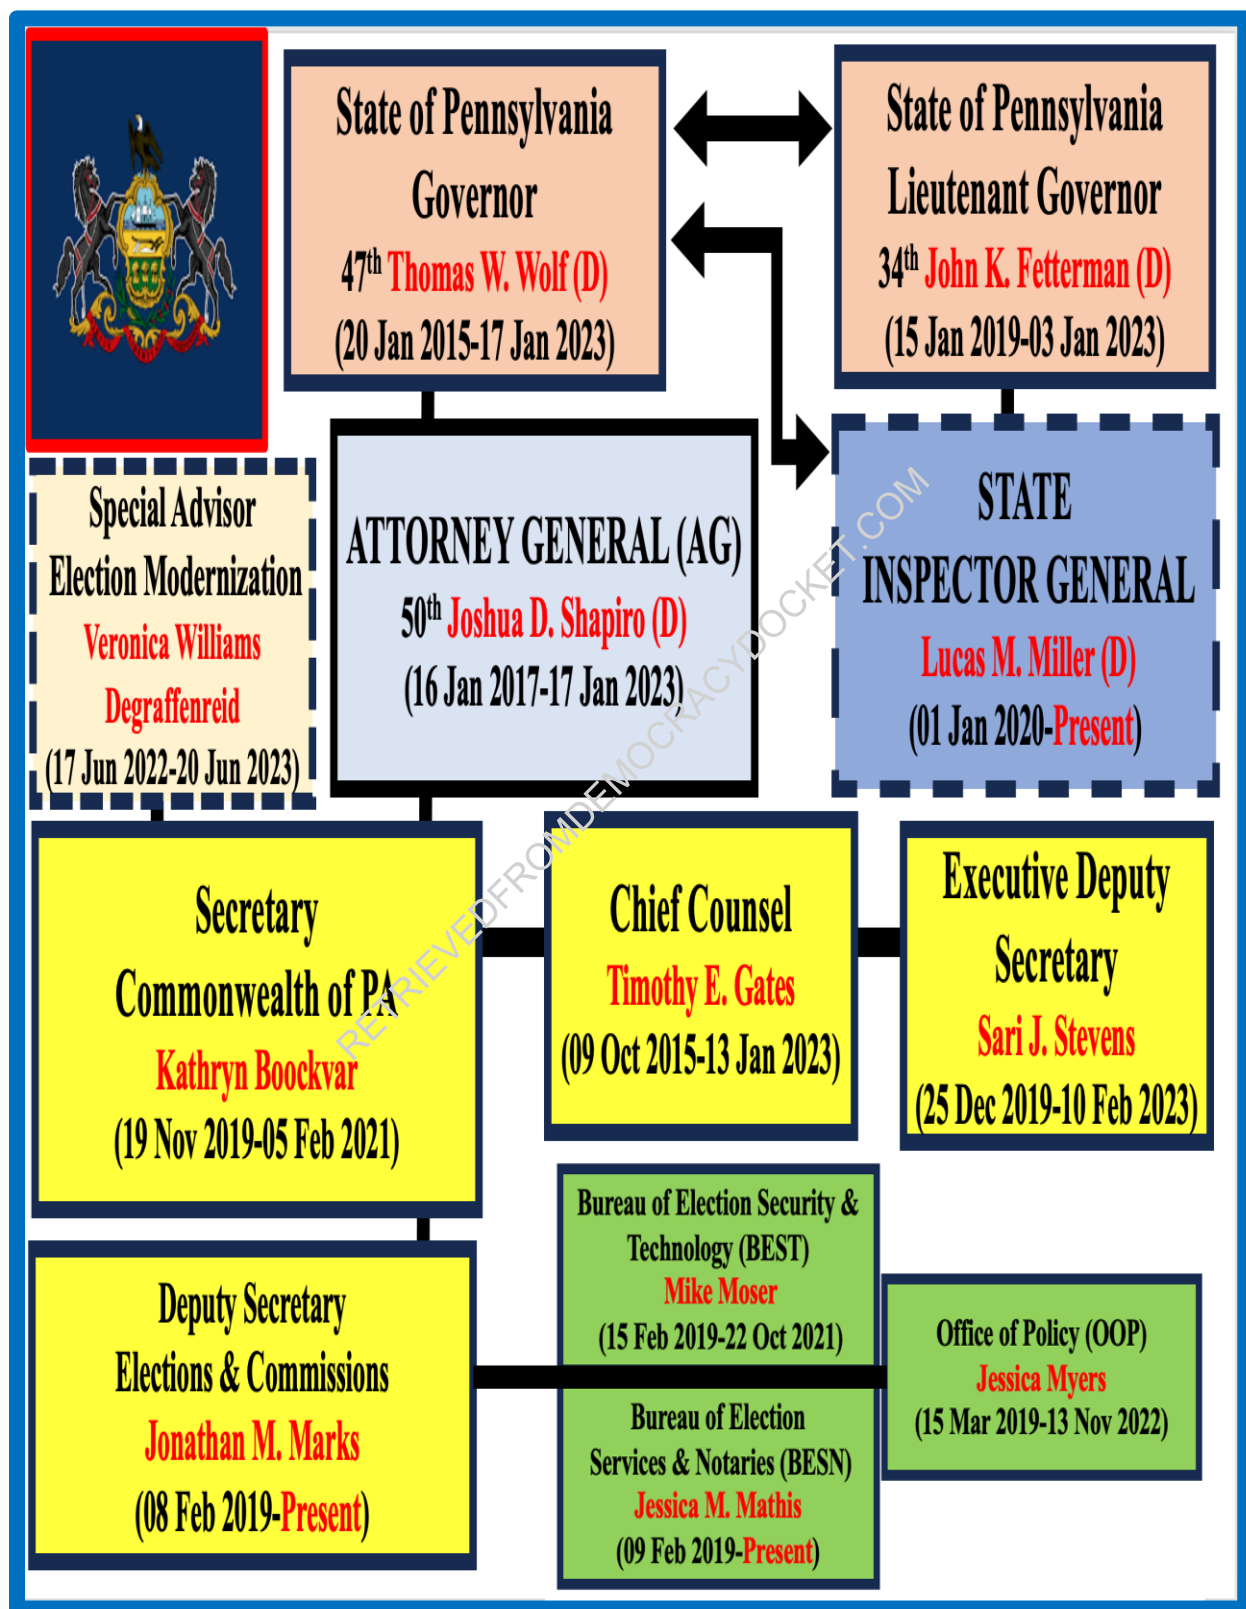 State of Pennsylvania
Governor
47th Thomas W. Wolf (D)
(20 Jan 2015-17 Jan 2023)
State of Pennsylvania
Lieutenant Governor
34th John K. Fetterman (D)
(15 Jan 2019-03 Jan 2023)
Special Advisor
Election Modernization
Veronica Williams
Degraffenreid
(17 Jun 2022-20 Jun 2023)
ATTORNEY GENERAL (AG)
50th Joshua D. Shapiro (D)
(16 Jan 2017-17 Jan 2023)
STATE
INSPECTOR GENERAL
Lucas M. Miller (D)
(01 Jan 2020-Present)
Secretary
Commonwealth of PA
Kathryn Boockvar
(19 Nov 2019-05 Feb 2021)
Chief Counsel
Timothy E. Gates
(09 Oct 2015-13 Jan 2023)
Executive Deputy
Secretary
Sari J. Stevens
(25 Dec 2019-10 Feb 2023)
Deputy Secretary
Elections & Commissions
Jonathan M. Marks
(08 Feb 2019-Present)
Bureau of Election Security &
Technology (BEST)
Mike Moser
(15 Feb 2019-22 Oct 2021)
Bureau of Election
Services & Notaries (BESN)
Jessica M. Mathis
(09 Feb 2019-Present)
Office of Policy (OOP)
Jessica Myers
(15 Mar 2019-13 Nov 2022)
RETRIEVEDFROMDEMOCRACYDOCKET.COM